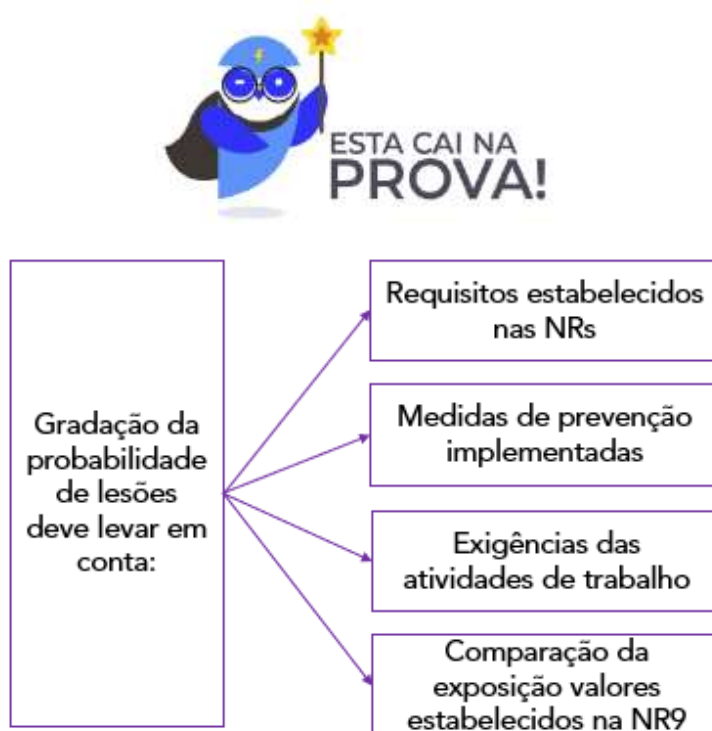 ESTA CAI NA
PROVA!
Gradação da
probabilidade
de lesões
deve levar em
conta:
Requisitos estabelecidos
nas NRs
Medidas de prevenção
implementadas
Exigências das
atividades de trabalho
Comparação da
exposição valores
estabelecidos na NR9